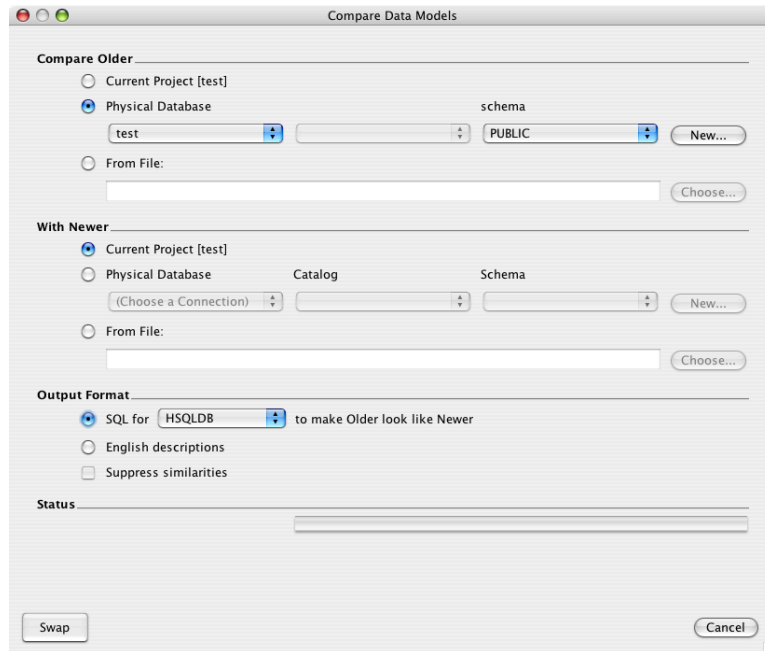 Compare Data Models
Compare Older
Current Project [test]
Physical Database schema
test PUBLIC New...
From File:
Choose...
With Newer
Current Project [test]
Physical Database Catalog Schema
(Choose a Connection) New...
From File:
Choose...
Output Format
SQL for HSQLDB to make Older look like Newer
English descriptions
Suppress similarities
Status
Swap Cancel